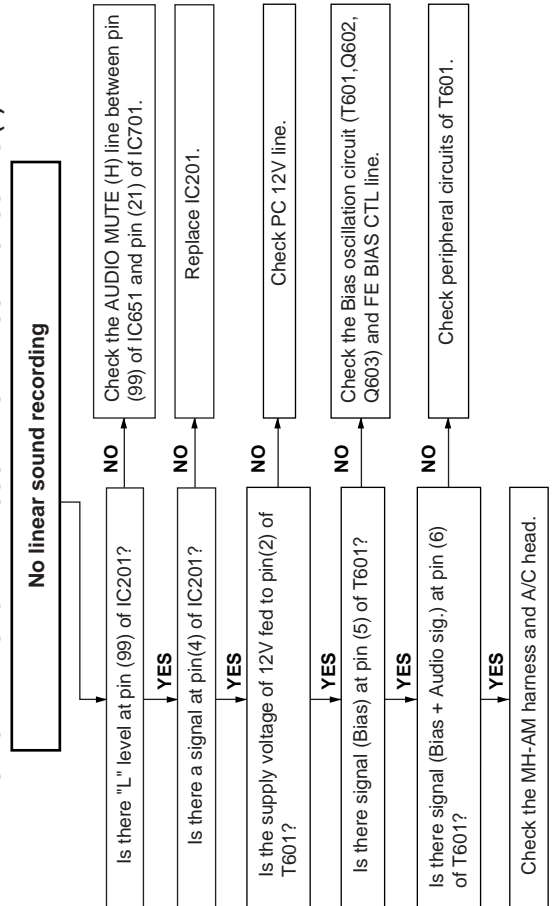 No linear sound recording
Is there "L" level at pin (99) of IC201?
NO
Check the AUDIO MUTE (H) line between pin
(99) of IC651 and pin (21) of IC701.
YES
Is there a signal at pin(4) of IC201?
NO
Replace IC201.
YES
Is the supply voltage of 12V fed to pin(2) of
T601?
NO
Check PC 12V line.
YES
Is there signal (Bias) at pin (5) of T601?
NO
Check the Bias oscillation circuit (T601,Q602,
Q603) and FE BIAS CTL line.
YES
Is there signal (Bias + Audio sig.) at pin (6)
of T601?
NO
Check peripheral circuits of T601.
YES
Check the MH-AM harness and A/C head.